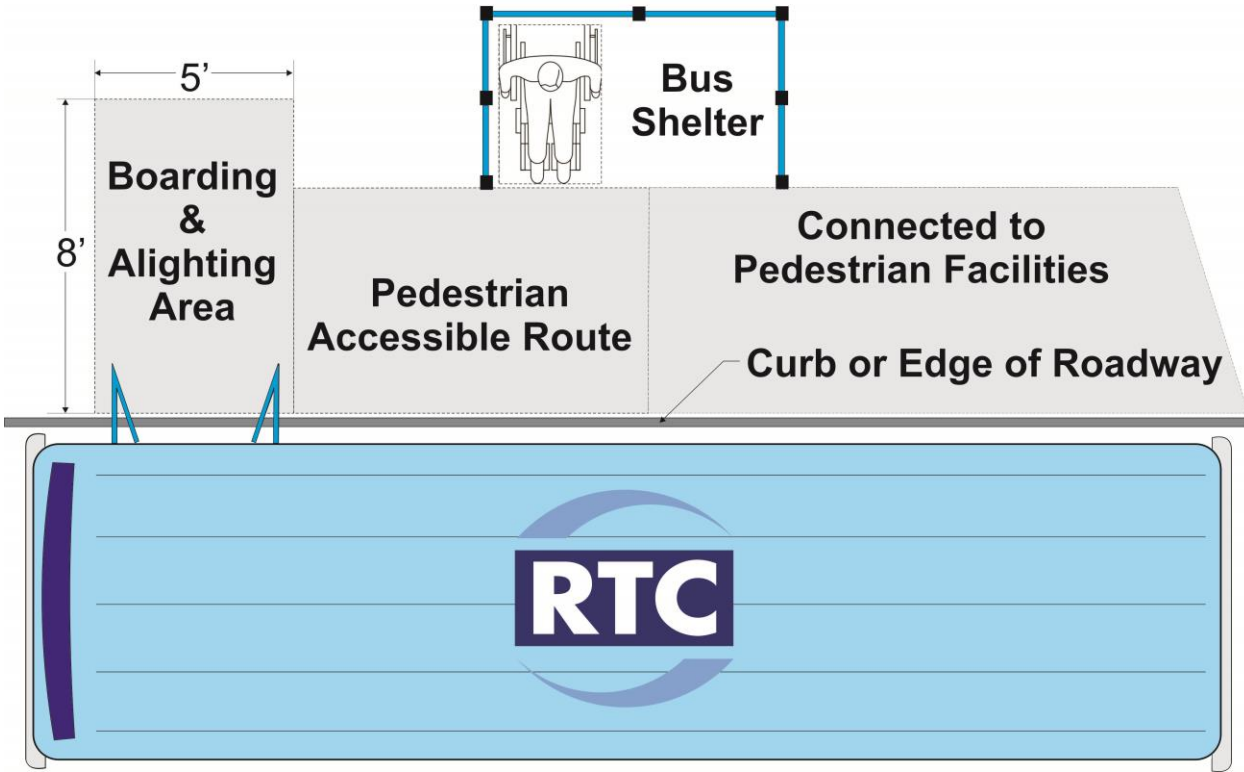 5’
Bus
Shelter
Boarding
&
Alighting
Area
8’
Connected to
Pedestrian Facilities
Pedestrian
Accessible Route
Curb or Edge of Roadway
RTC